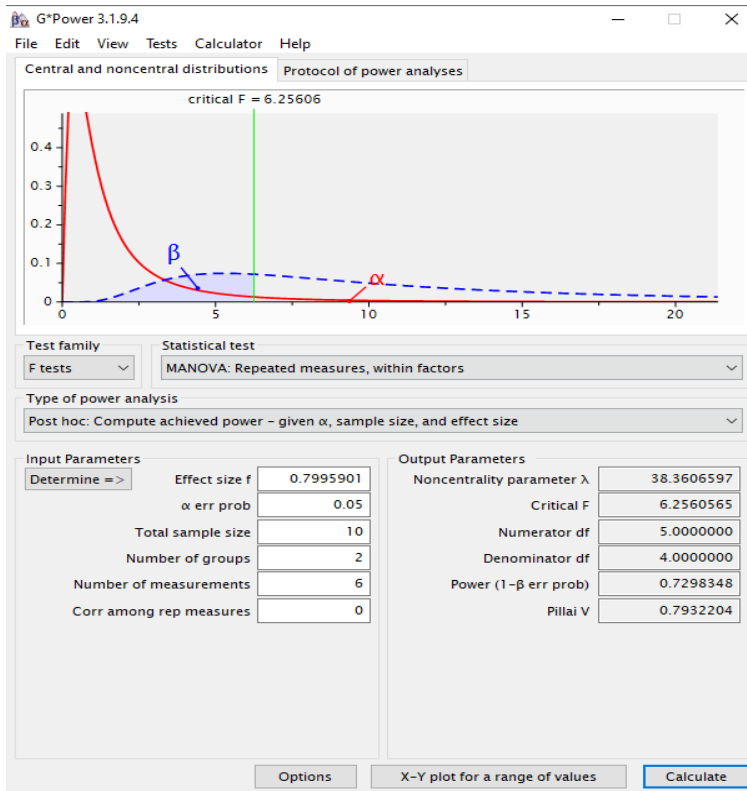 G*Power 3.1.9.4
File Edit View Tests Calculator Help
Central and noncentral distributions Protocol of power analyses
critical F = 6.25606
0.4
0.3
0.2
0.1
0
β
α
0 5 10 15 20
Test family Statistical test
F tests MANOVA: Repeated measures, within factors
Type of power analysis
Post hoc: Compute achieved power – given α, sample size, and effect size
Input Parameters
Determine => Effect size f 0.7995901
α err prob 0.05
Total sample size 10
Number of groups 2
Number of measurements 6
Corr among rep measures 0
Output Parameters
Noncentrality parameter λ 38.3606597
Critical F 6.2560565
Numerator df 5.0000000
Denominator df 4.0000000
Power (1-β err prob) 0.7298348
Pillai V 0.7932204
Options X-Y plot for a range of values Calculate